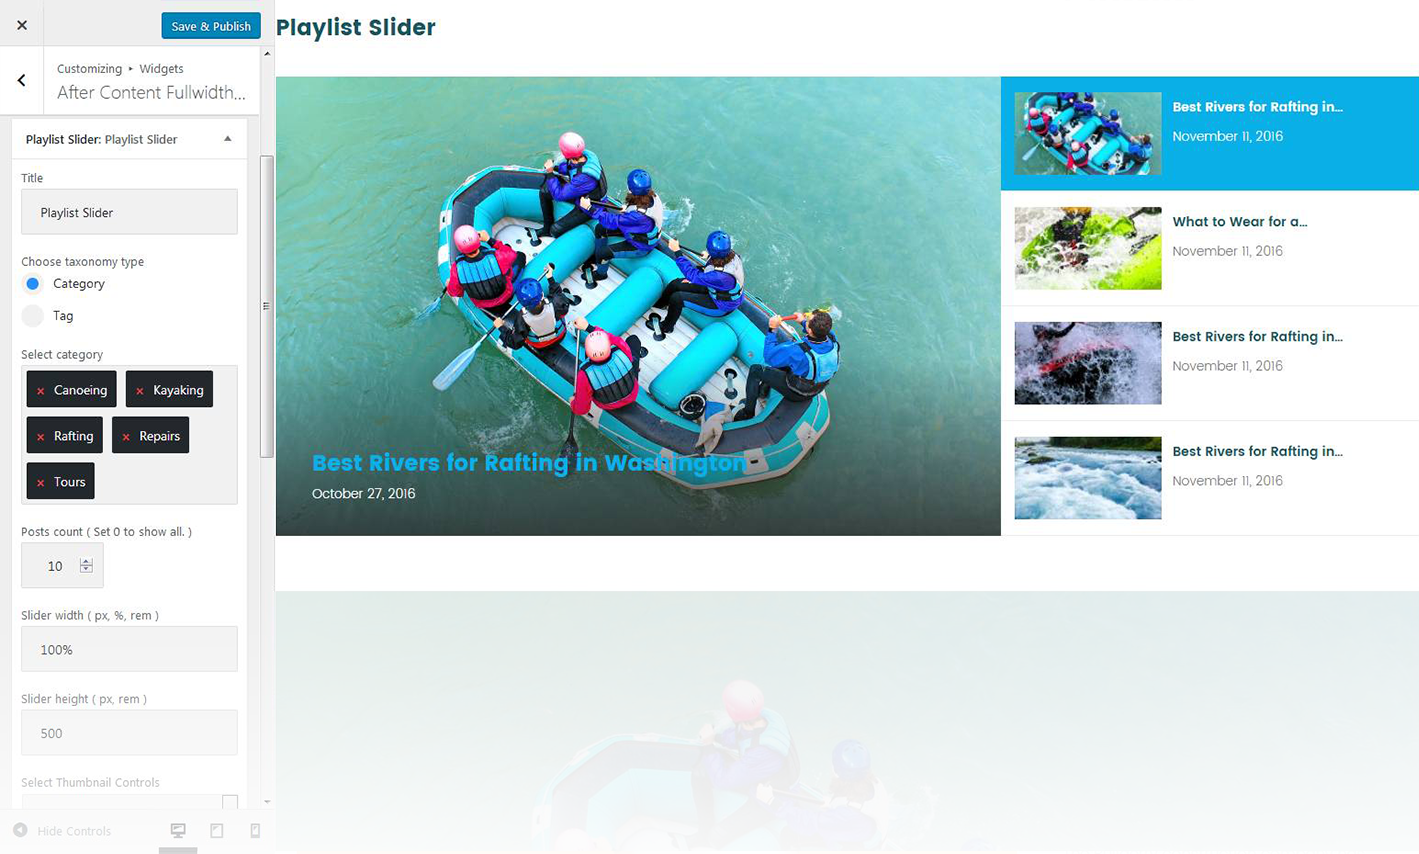 Save & Publish
Customizing ▸ Widgets
After Content Fullwidth...
Playlist Slider: Playlist Slider
Title
Playlist Slider
Choose taxonomy type
Category
Tag
Select category
× Canoeing × Kayaking
× Rafting × Repairs
× Tours
Posts count ( Set 0 to show all. )
10
Slider width ( px, %, rem )
100%
Slider height ( px, rem )
500
Select Thumbnail Controls
Hide Controls
Playlist Slider
Best Rivers for Rafting in Washington
October 27, 2016
Best Rivers for Rafting in...
November 11, 2016
What to Wear for a...
November 11, 2016
Best Rivers for Rafting in...
November 11, 2016
Best Rivers for Rafting in...
November 11, 2016